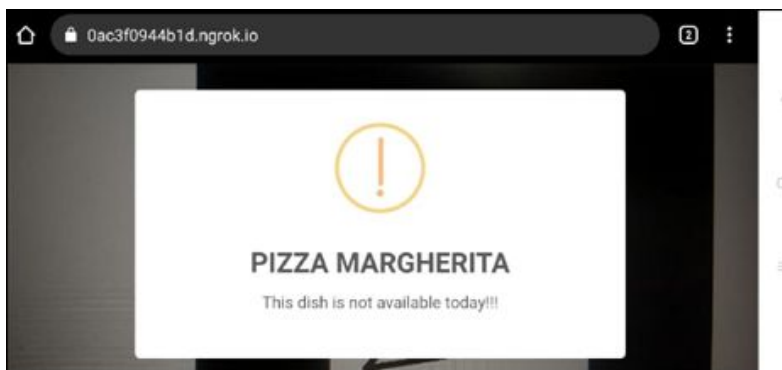 0ac3f0944b1d.ngrok.io
2
PIZZA MARGHERITA
This dish is not available today!!!